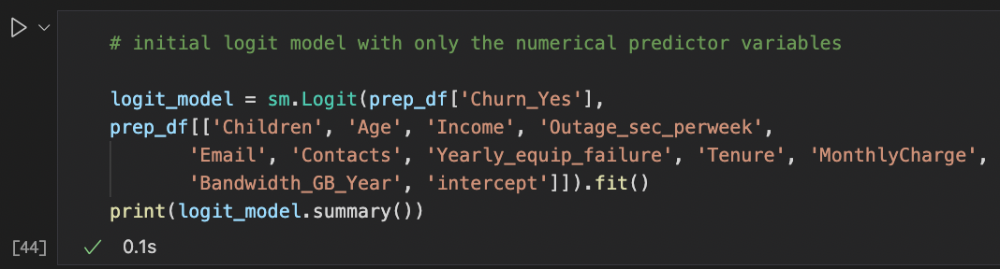 # initial logit model with only the numerical predictor variables
logit_model = sm.Logit(prep_df['Churn_Yes'],
prep_df[['Children', 'Age', 'Income', 'Outage_sec_perweek',
'Email', 'Contacts', 'Yearly_equip_failure', 'Tenure', 'MonthlyCharge',
'Bandwidth_GB_Year', 'intercept']]).fit()
print(logit_model.summary())
[44] 0.1s